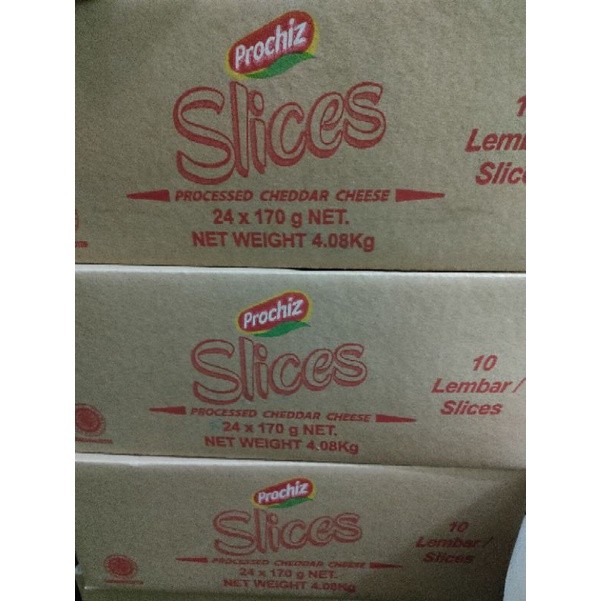 Prochiz
Slices
PROCESSED CHEDDAR CHEESE
24 x 170 g NET.
NET WEIGHT 4.08Kg
Slic
Prochiz
Slices
PROCESSED CHEDDAR CHEESE
24 x 170 g NET.
NET WEIGHT 4.08Kg
10
Lembar /
Slices
Prochiz
Slices
PROCESSED CHEDDAR CHEESE
24 x 170 g NET.
NET WEIGHT 4.08Kg
10
Lembar /
Slices